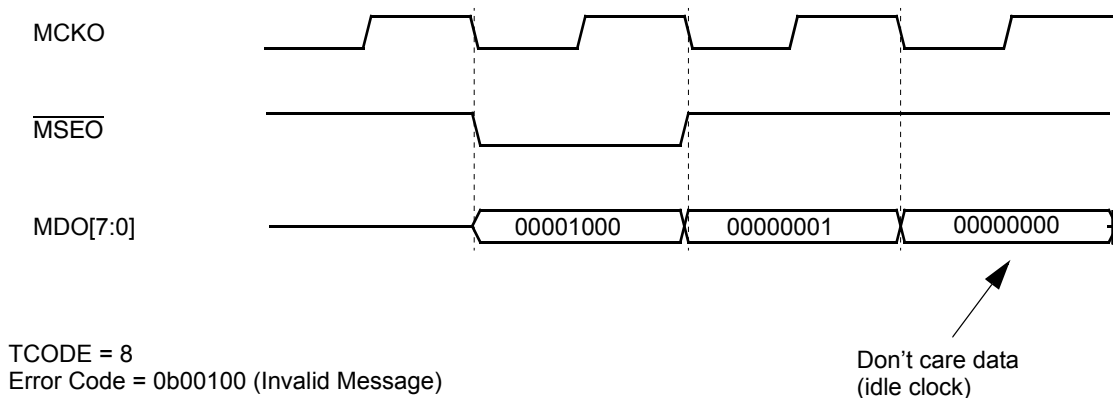 MCKO
MSEO
MDO[7:0]
00001000 00000001 00000000
Don’t care data
(idle clock)
TCODE = 8
Error Code = 0b00100 (Invalid Message)